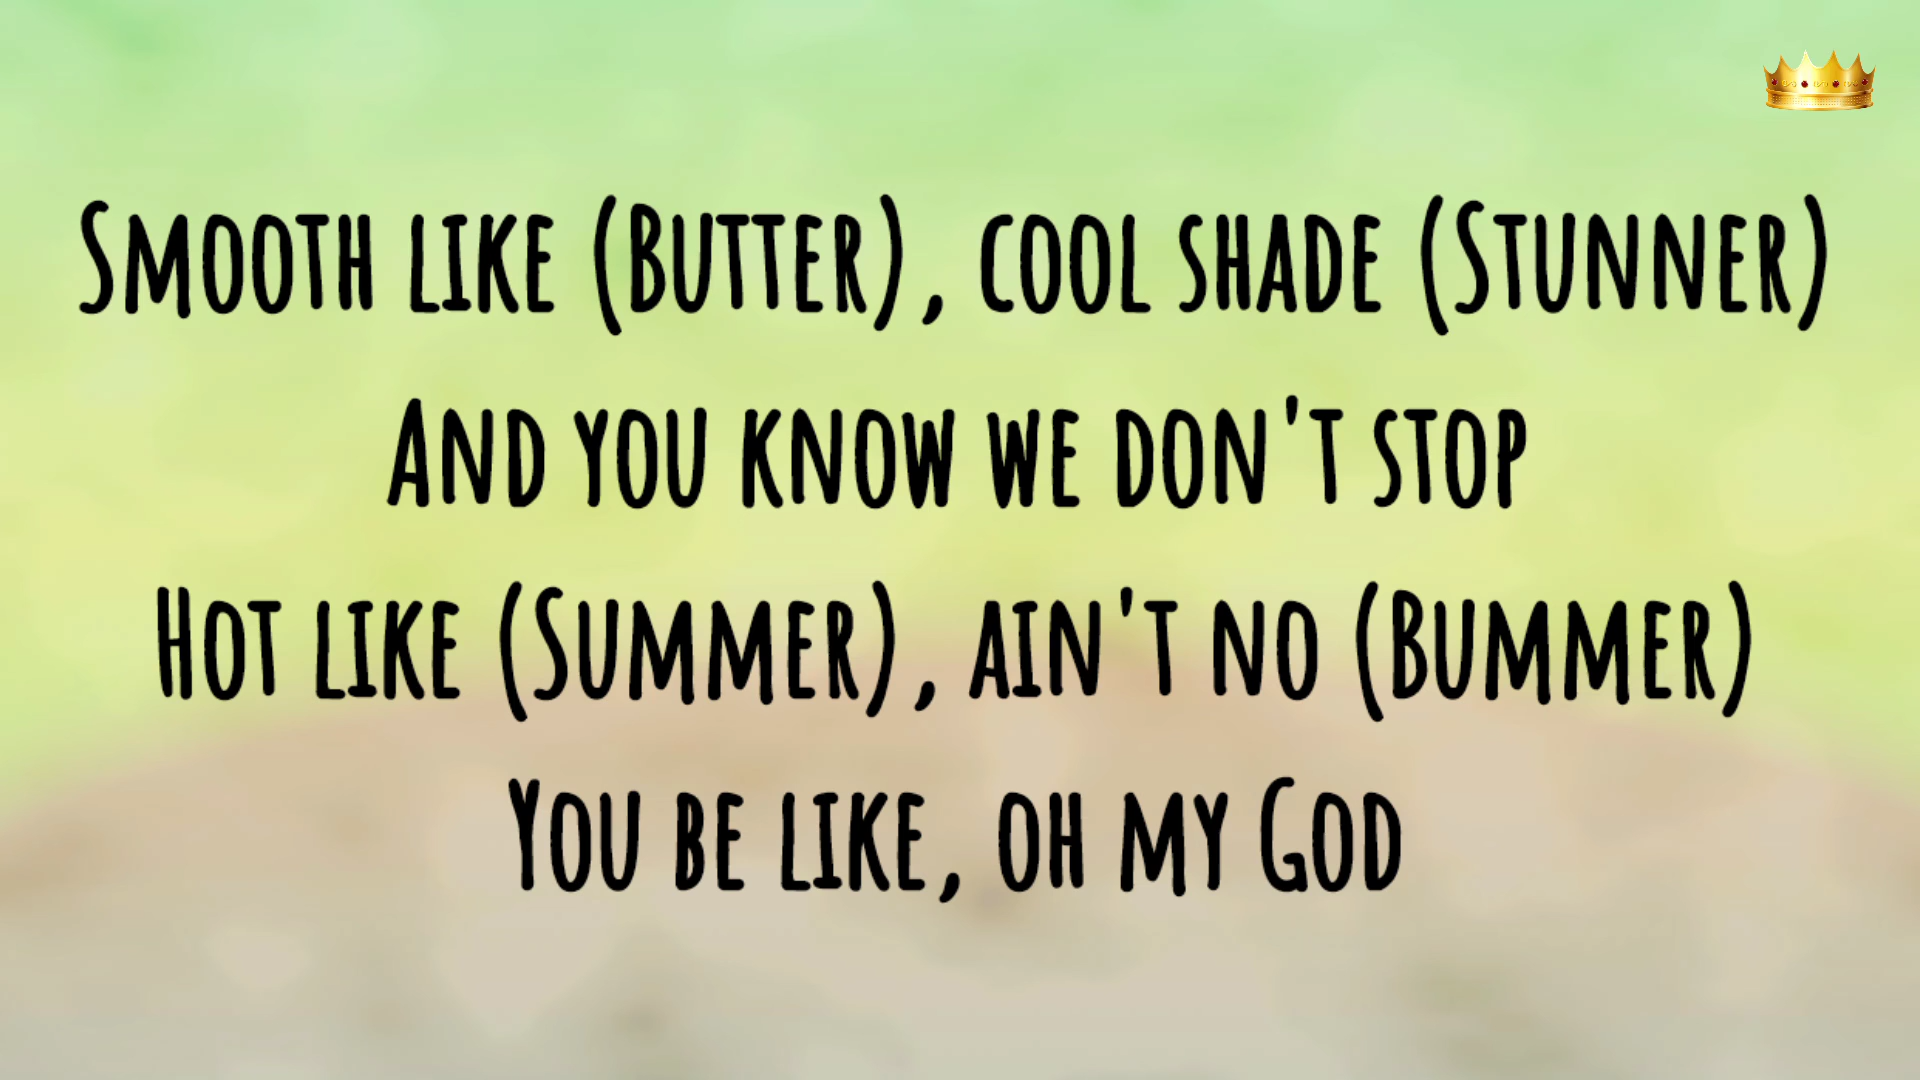 Smooth like (Butter), cool shade (Stunner)
And you know we don't stop
Hot like (Summer), ain't no (Bummer)
You be like, oh my God